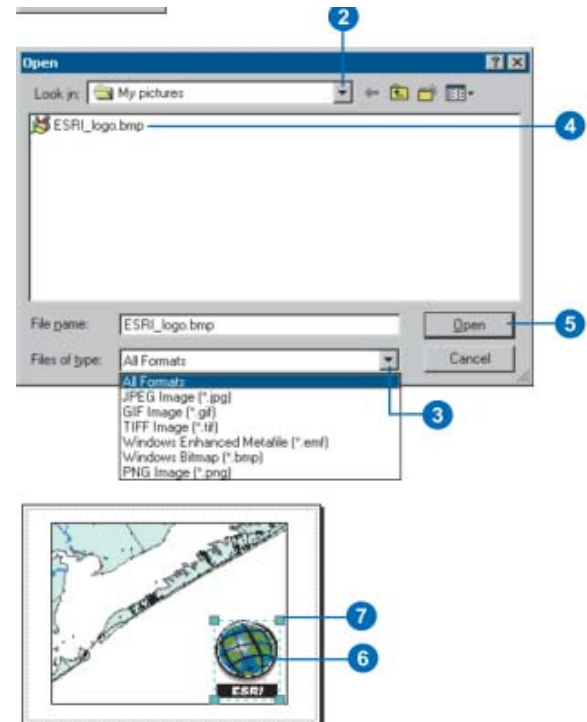 2
Open
Look in: My pictures
ESRI_logo.bmp
4
File name: ESRI_logo.bmp Open
5
Files of type: All Formats Cancel
3
All Formats
JPEG Image (*.jpg)
GIF Image (*.gif)
TIFF Image (*.tif)
Windows Enhanced Metafile (*.emf)
Windows Bitmap (*.bmp)
PNG Image (*.png)
7
6
ESRI